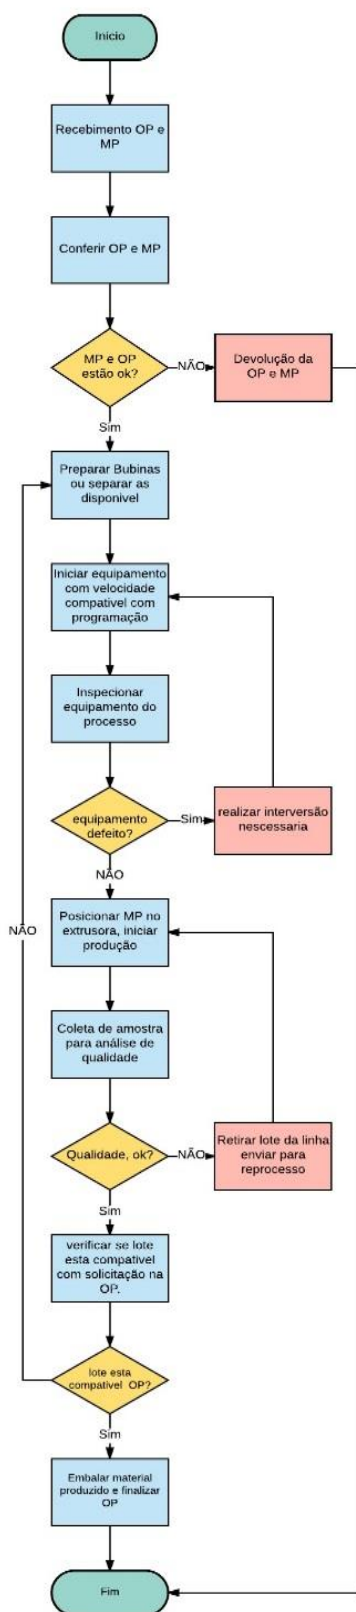 Início
Recebimento OP e
MP
Conferir OP e MP
MP e OP
estão ok?
NÃO
Devolução da
OP e MP
Sim
Preparar Bubinas
ou separar as
disponivel
Iniciar equipamento
com velocidade
compativel com
programação
Inspecionar
equipamento do
processo
equipamento
defeito?
Sim
realizar interversão
nescessaria
NÃO
NÃO
Posicionar MP no
extrusora, iniciar
produção
Coleta de amostra
para análise de
qualidade
Qualidade, ok?
NÃO
Retirar lote da linha
enviar para
reprocesso
Sim
verificar se lote
esta compativel
com solicitação na
OP.
lote esta
compativel OP?
Sim
Embalar material
produzido e finalizar
OP
Fim